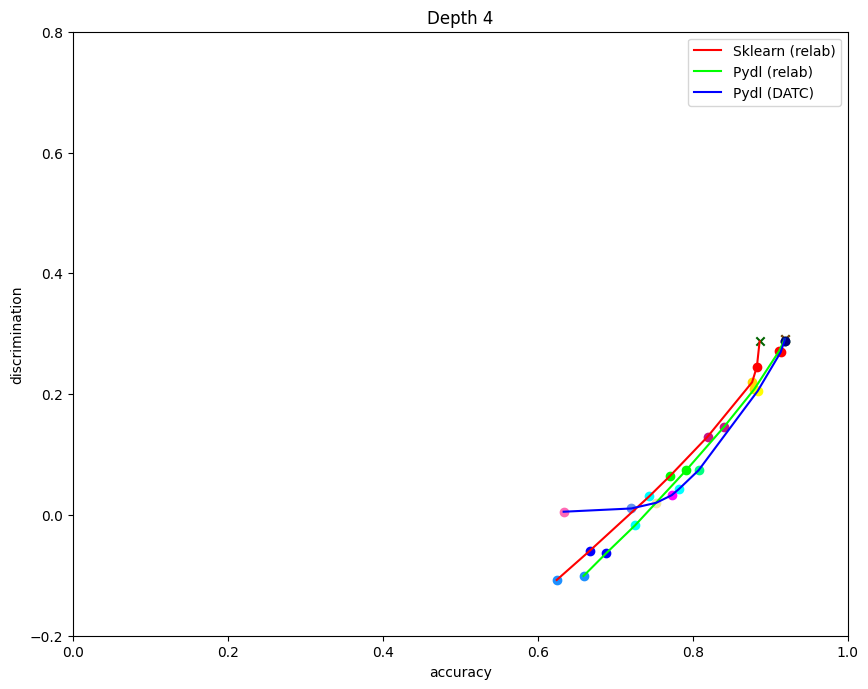 Depth 4
Sklearn (relab)
Pydl (relab)
Pydl (DATC)
discrimination
0.8
0.6
0.4
0.2
0.0
−0.2
0.0 0.2 0.4 0.6 0.8 1.0
accuracy